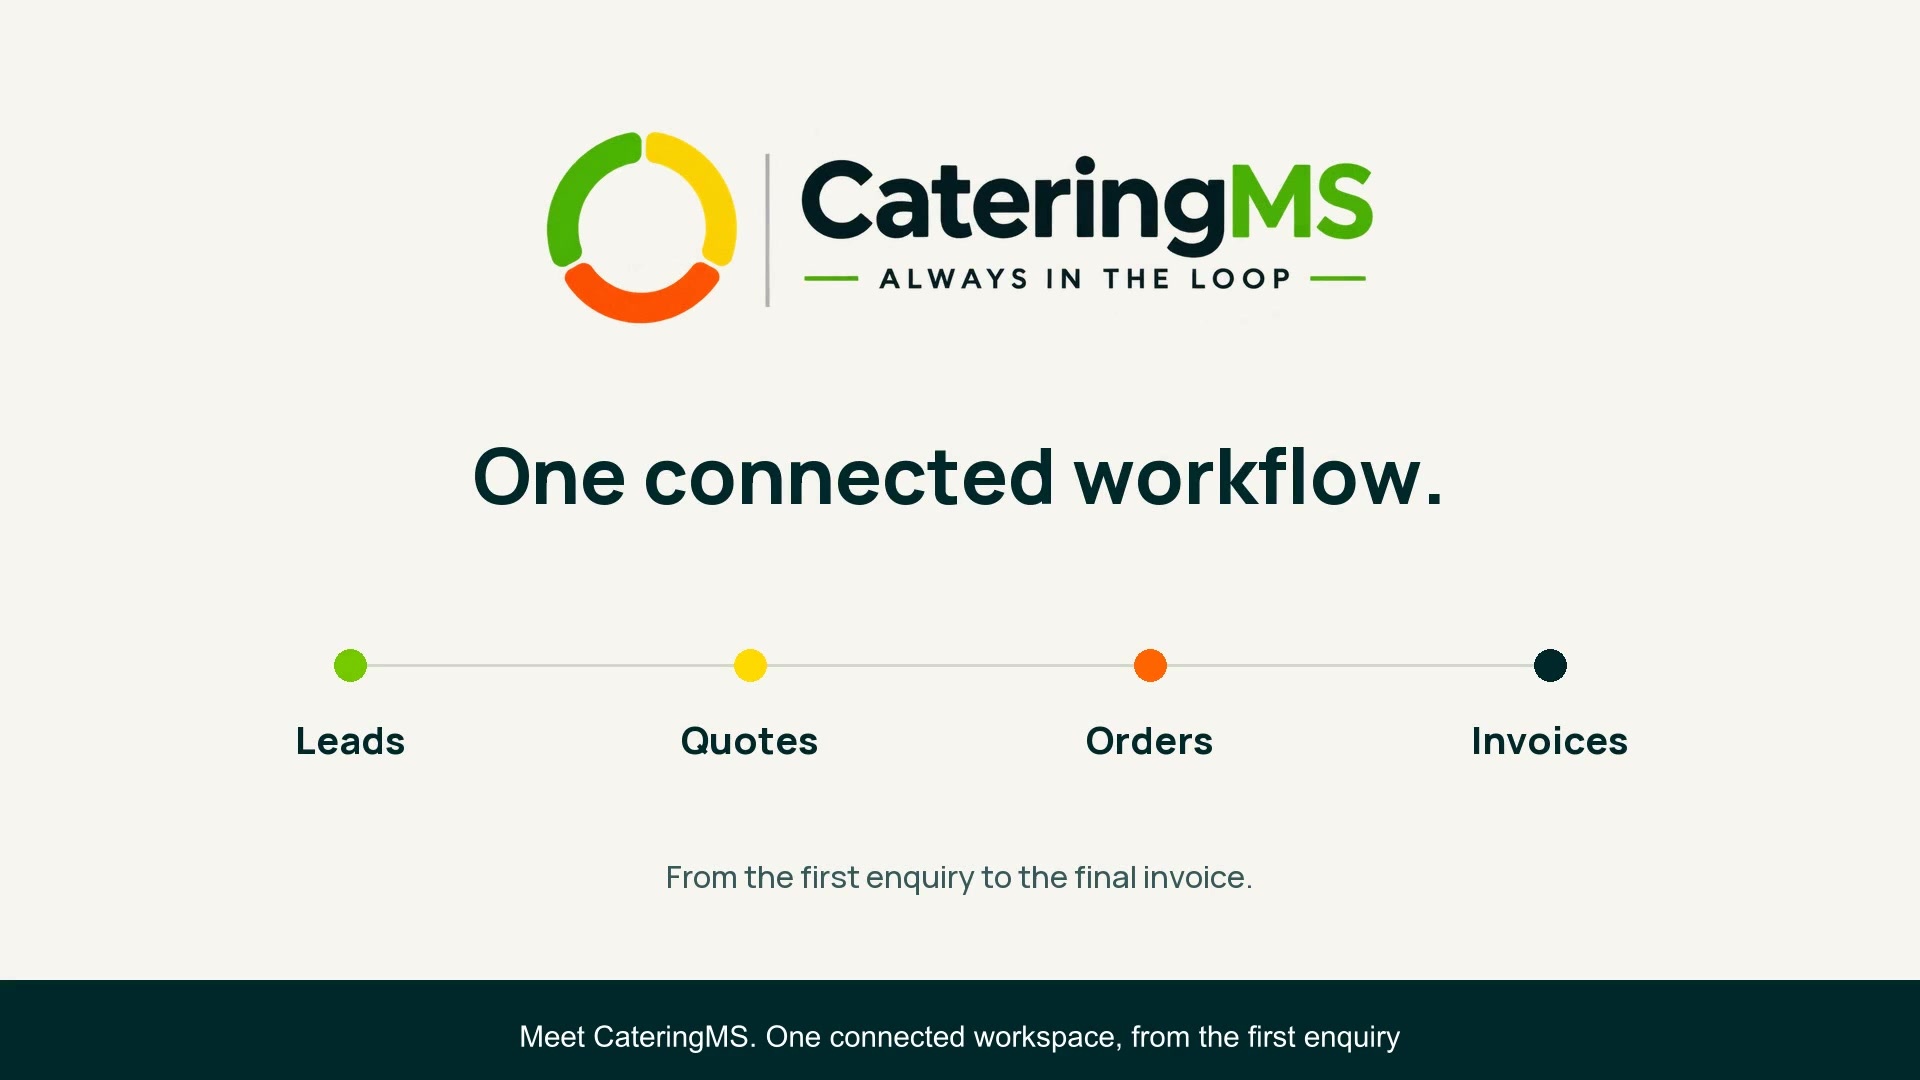 CateringMS
ALWAYS IN THE LOOP
One connected workflow.
Leads
Quotes
Orders
Invoices
From the first enquiry to the final invoice.
Meet CateringMS. One connected workspace, from the first enquiry